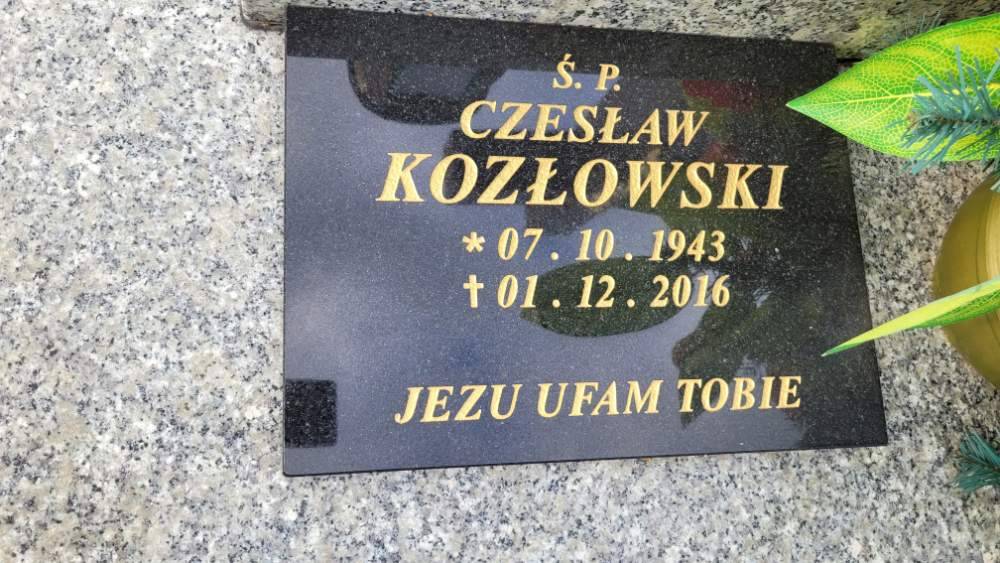 Ś. P.
CZESŁAW
KOZŁOWSKI
* 07 . 10 . 1943
† 01 . 12 . 2016
JEZU UFAM TOBIE